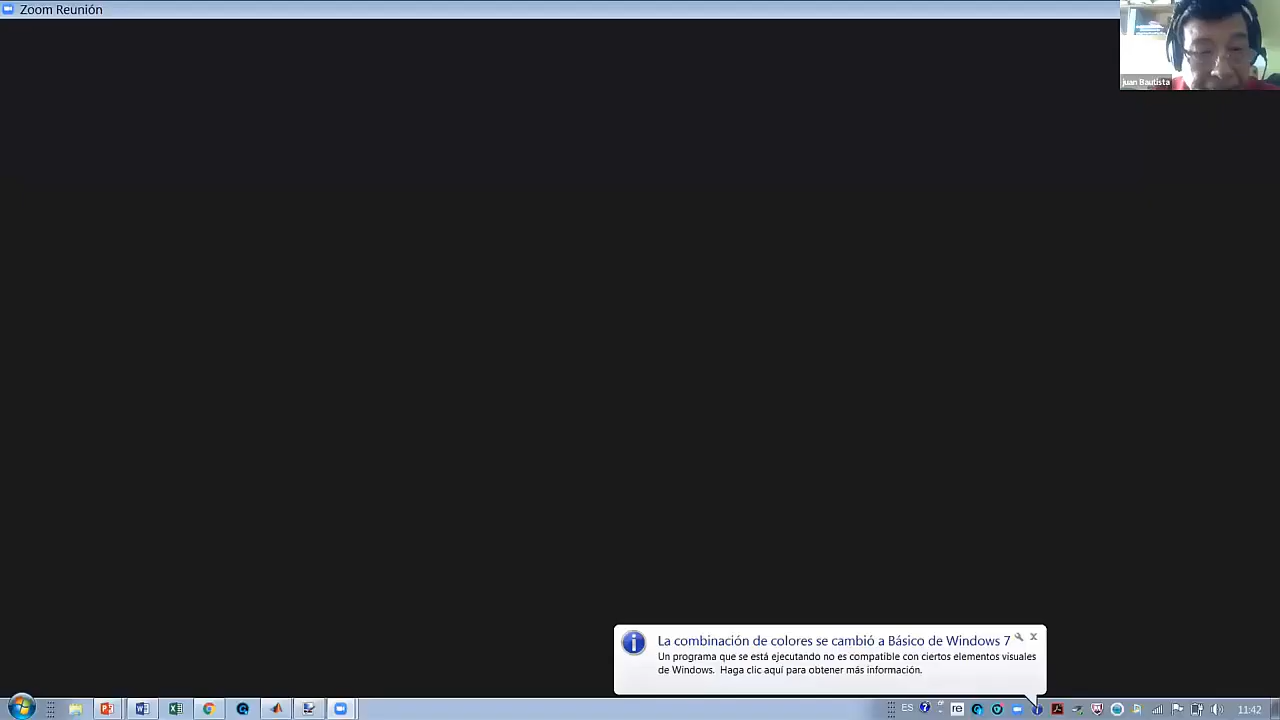 Zoom Reunión
juan Bautista
La combinación de colores se cambió a Básico de Windows 7
Un programa que se está ejecutando no es compatible con ciertos elementos visuales
de Windows. Haga clic aquí para obtener más información.
ES
re
11:42